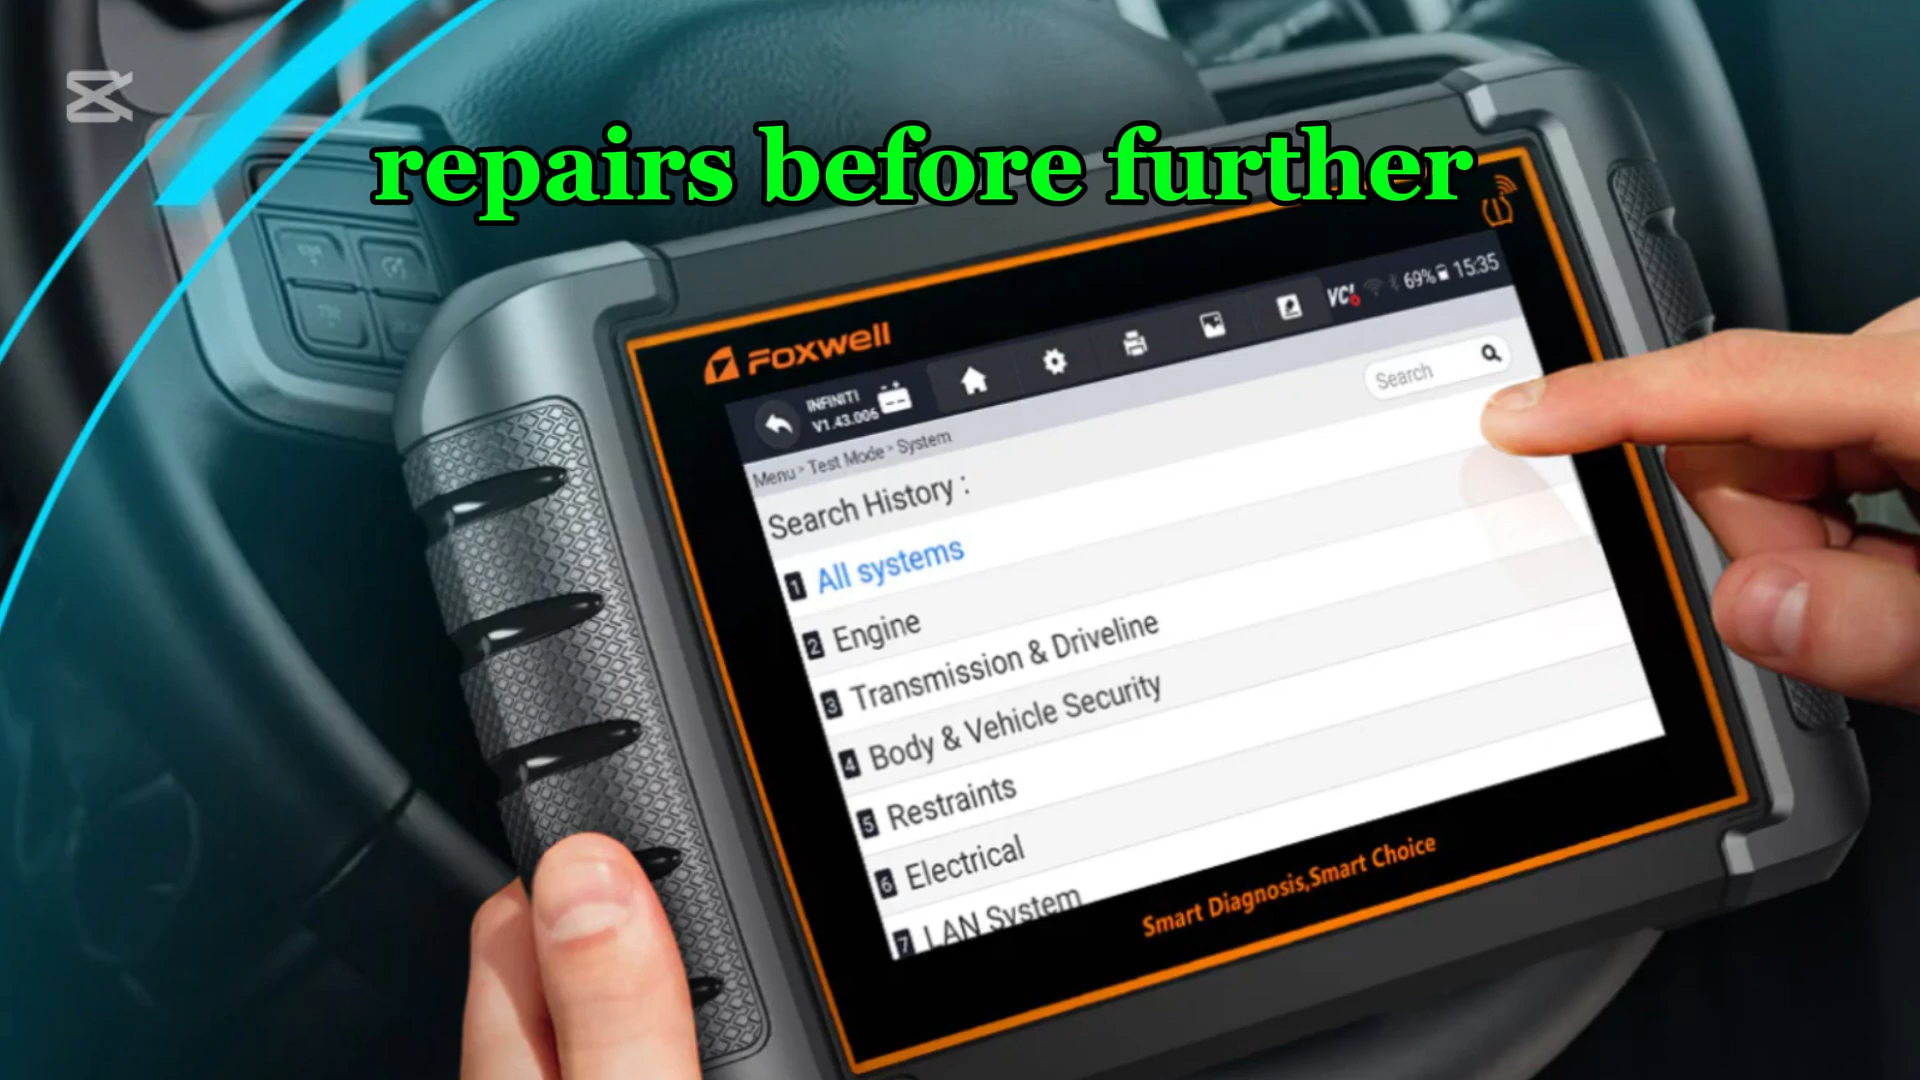 repairs before further
FOXWELL
INFINITI
V1.43.006
VCI
69%
15:35
Menu > Test Mode > System
Search
Search History :
1 All systems
2 Engine
3 Transmission & Driveline
4 Body & Vehicle Security
5 Restraints
6 Electrical
7 LAN System
Smart Diagnosis,Smart Choice